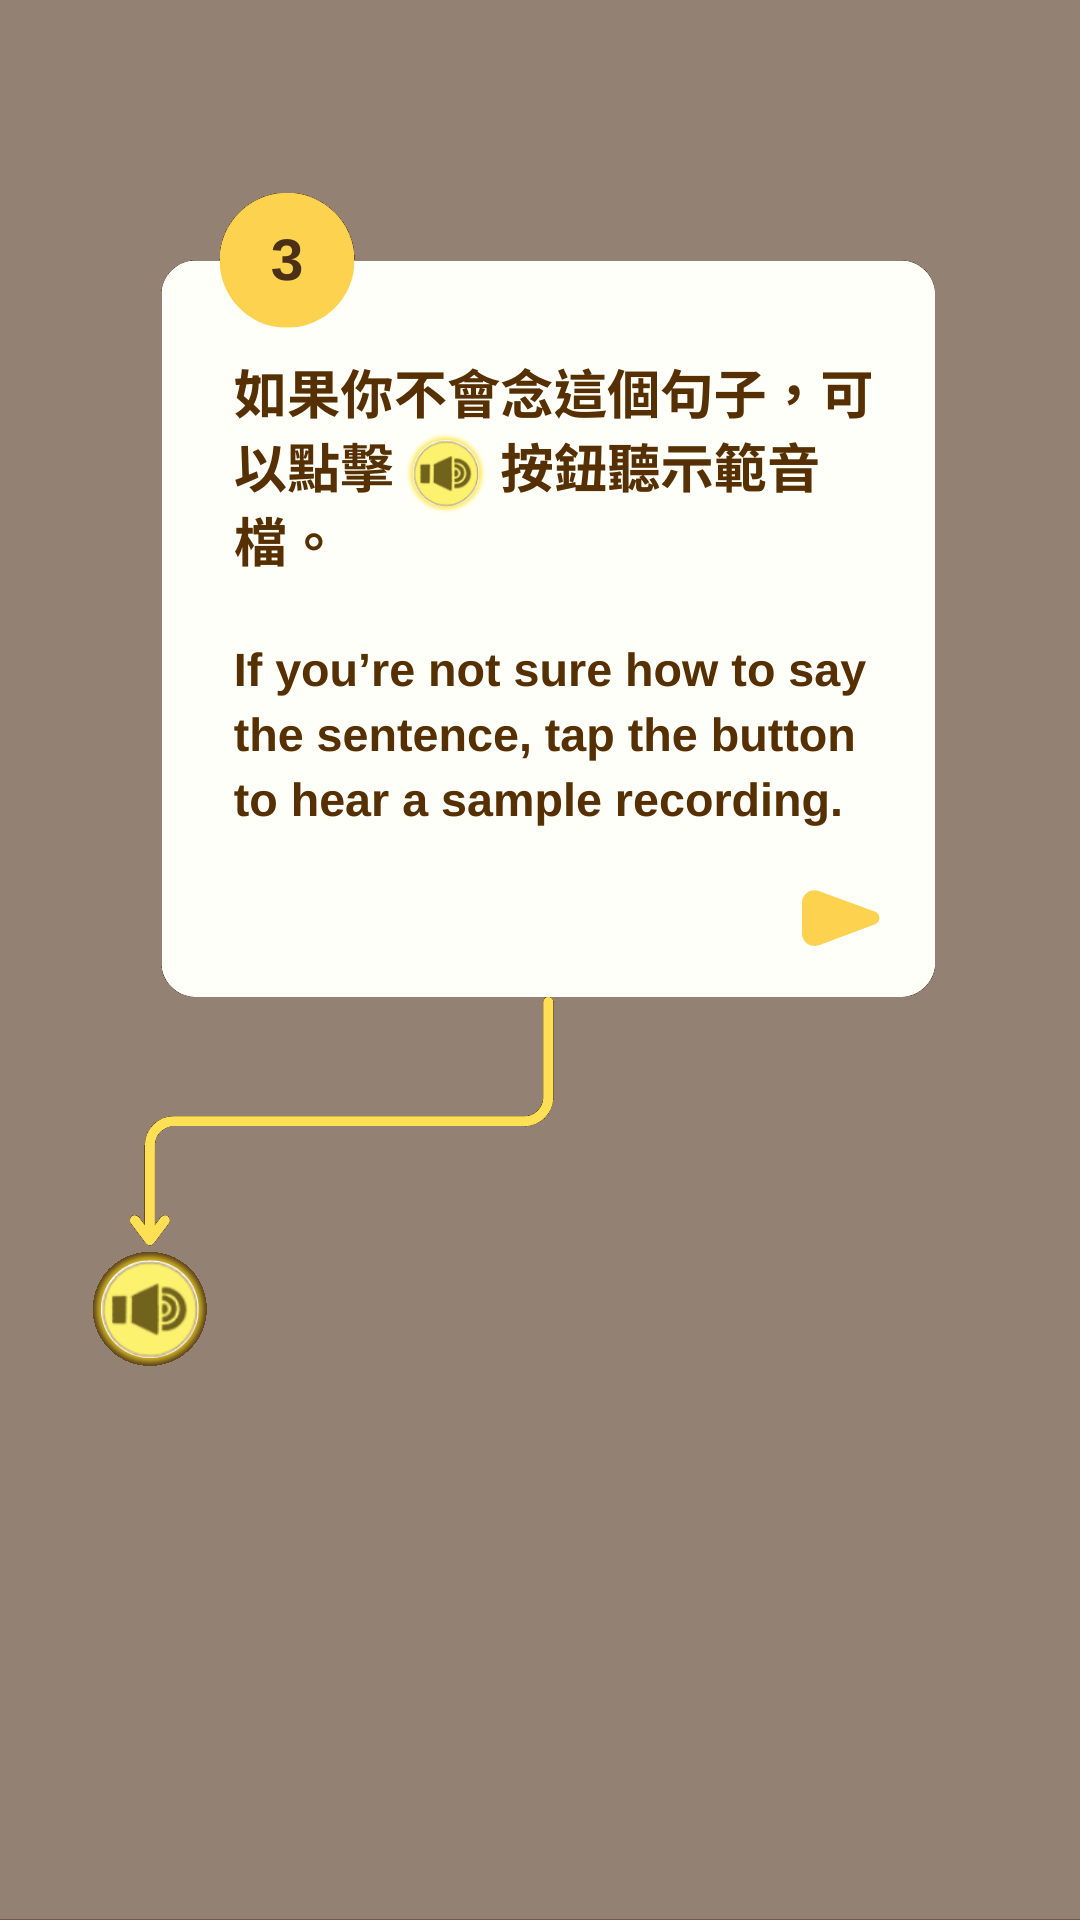 3
如果你不會念這個句子，可
以點擊 按鈕聽示範音
檔。
If you’re not sure how to say
the sentence, tap the button
to hear a sample recording.